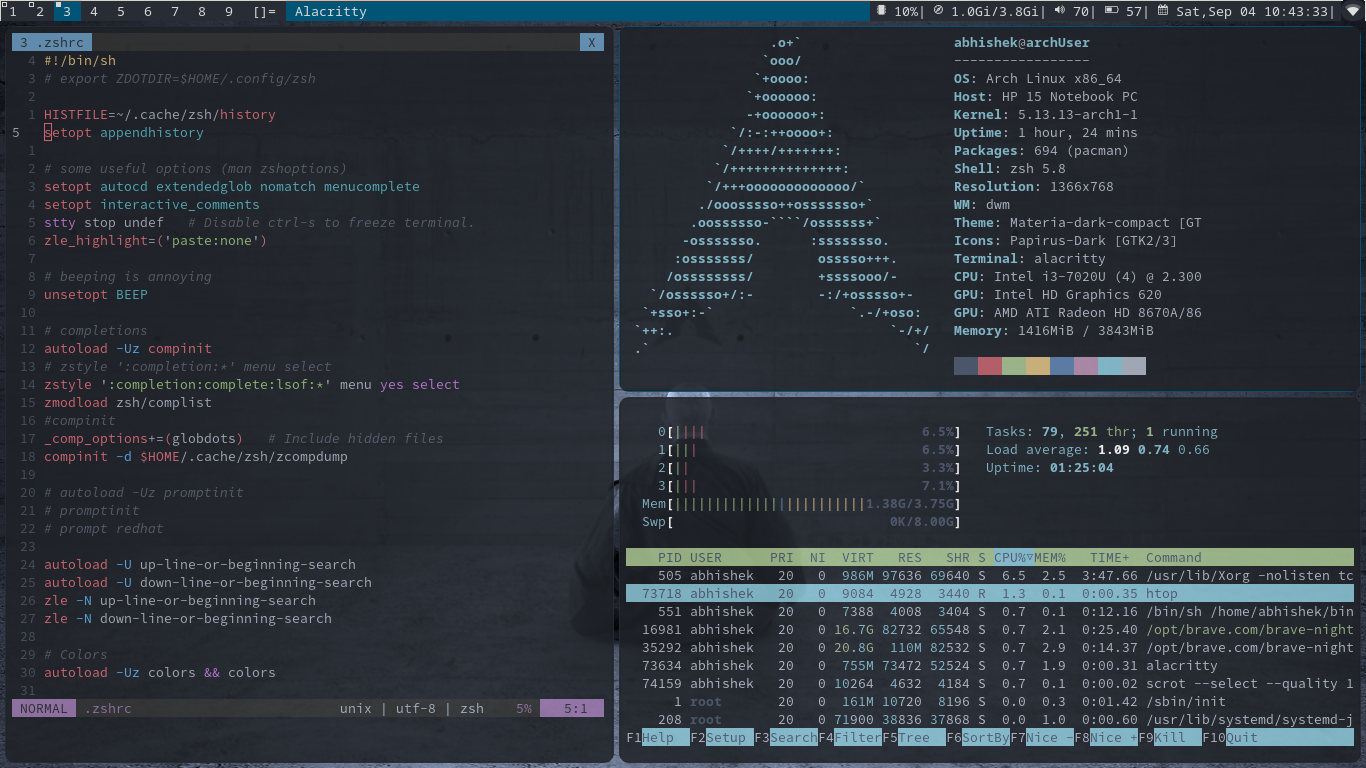 1 2 3 4 5 6 7 8 9 []= Alacritty 10%| 1.0Gi/3.8Gi| 70| 57| Sat,Sep 04 10:43:33|
3 .zshrc X
4 #!/bin/sh
3 # export ZDOTDIR=$HOME/.config/zsh
2
1 HISTFILE=~/.cache/zsh/history
5 setopt appendhistory
1
2 # some useful options (man zshoptions)
3 setopt autocd extendedglob nomatch menucomplete
4 setopt interactive_comments
5 stty stop undef # Disable ctrl-s to freeze terminal.
6 zle_highlight=('paste:none')
7
8 # beeping is annoying
9 unsetopt BEEP
10
11 # completions
12 autoload -Uz compinit
13 # zstyle ':completion:*' menu select
14 zstyle ':completion:complete:lsof:*' menu yes select
15 zmodload zsh/complist
16 #compinit
17 _comp_options+=(globdots) # Include hidden files
18 compinit -d $HOME/.cache/zsh/zcompdump
19
20 # autoload -Uz promptinit
21 # promptinit
22 # prompt redhat
23
24 autoload -U up-line-or-beginning-search
25 autoload -U down-line-or-beginning-search
26 zle -N up-line-or-beginning-search
27 zle -N down-line-or-beginning-search
28
29 # Colors
30 autoload -Uz colors && colors
31
NORMAL .zshrc unix | utf-8 | zsh 5% 5:1
.o+`
`ooo/
`+oooo:
`+oooooo:
-+oooooo+:
`/:-:++oooo+:
`/++++/+++++++:
`/++++++++++++++:
`/+++ooooooooooooo/`
./ooosssso++osssssso+`
.oossssso-````/ossssss+`
-osssssso. :ssssssso.
:osssssss/ osssso+++.
/ossssssss/ +ssssooo/-
`/ossssso+/:- -:/+osssso+-
`+sso+:-` `.-/+oso:
`++:. `-/+/
.` `/
abhishek@archUser
-----------------
OS: Arch Linux x86_64
Host: HP 15 Notebook PC
Kernel: 5.13.13-arch1-1
Uptime: 1 hour, 24 mins
Packages: 694 (pacman)
Shell: zsh 5.8
Resolution: 1366x768
WM: dwm
Theme: Materia-dark-compact [GT
Icons: Papirus-Dark [GTK2/3]
Terminal: alacritty
CPU: Intel i3-7020U (4) @ 2.300
GPU: Intel HD Graphics 620
GPU: AMD ATI Radeon HD 8670A/86
Memory: 1416MiB / 3843MiB
0[|||| 6.5%] Tasks: 79, 251 thr; 1 running
1[||| 6.5%] Load average: 1.09 0.74 0.66
2[|| 3.3%] Uptime: 01:25:04
3[||| 7.1%]
Mem[||||||||||||||||||||||||1.38G/3.75G]
Swp[ 0K/8.00G]
PID USER PRI NI VIRT RES SHR S CPU%▽MEM% TIME+ Command
505 abhishek 20 0 986M 97636 69640 S 6.5 2.5 3:47.66 /usr/lib/Xorg -nolisten tc
73718 abhishek 20 0 9084 4928 3440 R 1.3 0.1 0:00.35 htop
551 abhishek 20 0 7388 4008 3404 S 0.7 0.1 0:12.16 /bin/sh /home/abhishek/bin
16981 abhishek 20 0 16.7G 82732 65548 S 0.7 2.1 0:25.40 /opt/brave.com/brave-night
35292 abhishek 20 0 20.8G 110M 82532 S 0.7 2.9 0:14.37 /opt/brave.com/brave-night
73634 abhishek 20 0 755M 73472 52524 S 0.7 1.9 0:00.31 alacritty
74159 abhishek 20 0 10264 4632 4184 S 0.7 0.1 0:00.02 scrot --select --quality 1
1 root 20 0 161M 10720 8196 S 0.0 0.3 0:01.42 /sbin/init
208 root 20 0 71900 38836 37868 S 0.0 1.0 0:00.60 /usr/lib/systemd/systemd-j
F1Help F2Setup F3SearchF4FilterF5Tree F6SortByF7Nice -F8Nice +F9Kill F10Quit